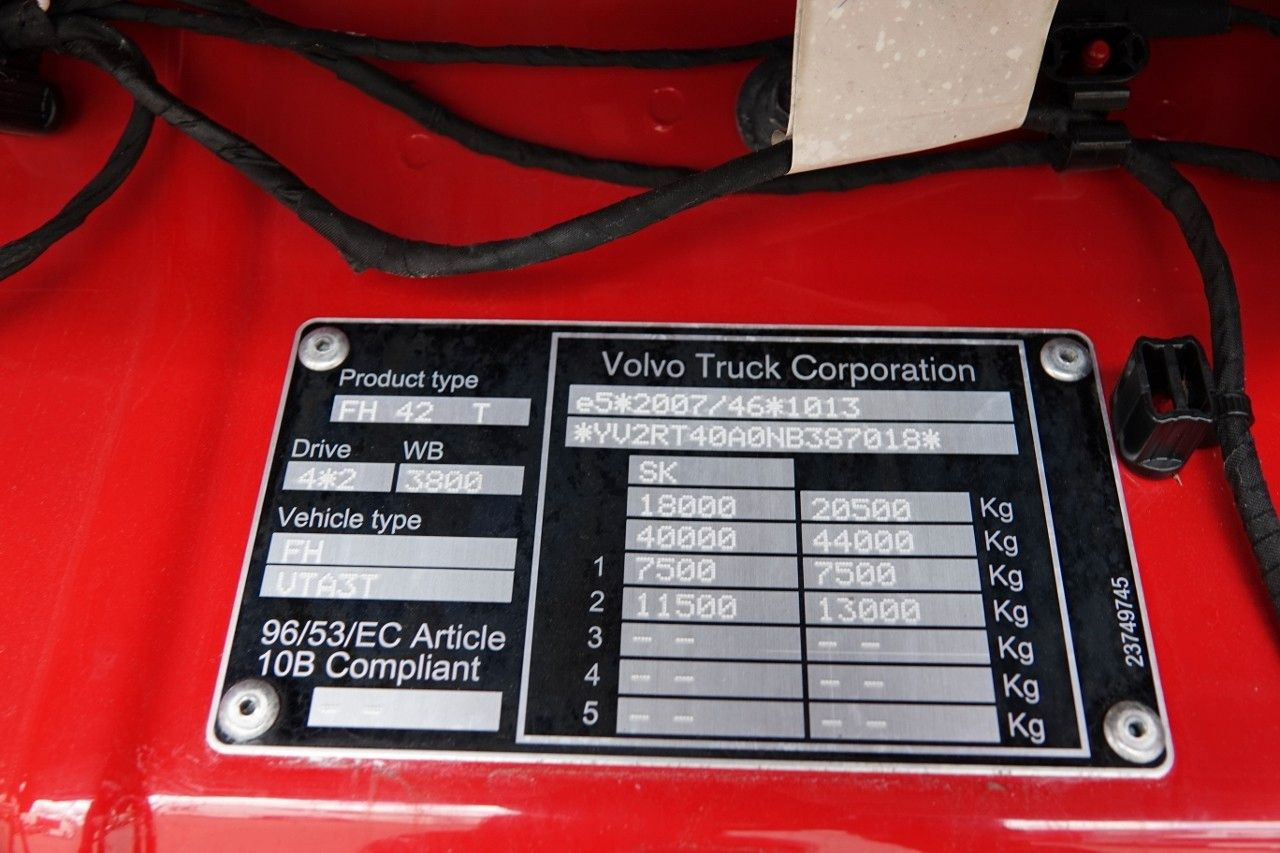 Product type
FH 42 T
Drive WB
4*2 3800
Vehicle type
FH
VTA3T
96/53/EC Article
10B Compliant
-- --
Volvo Truck Corporation
e5*2007/46*1013
*YV2RT40A0NB387018*
SK
18000 20500 Kg
40000 44000 Kg
1 7500 7500 Kg
2 11500 13000 Kg
3 -- -- -- -- Kg
4 -- -- -- -- Kg
5 -- -- -- -- Kg
23749745